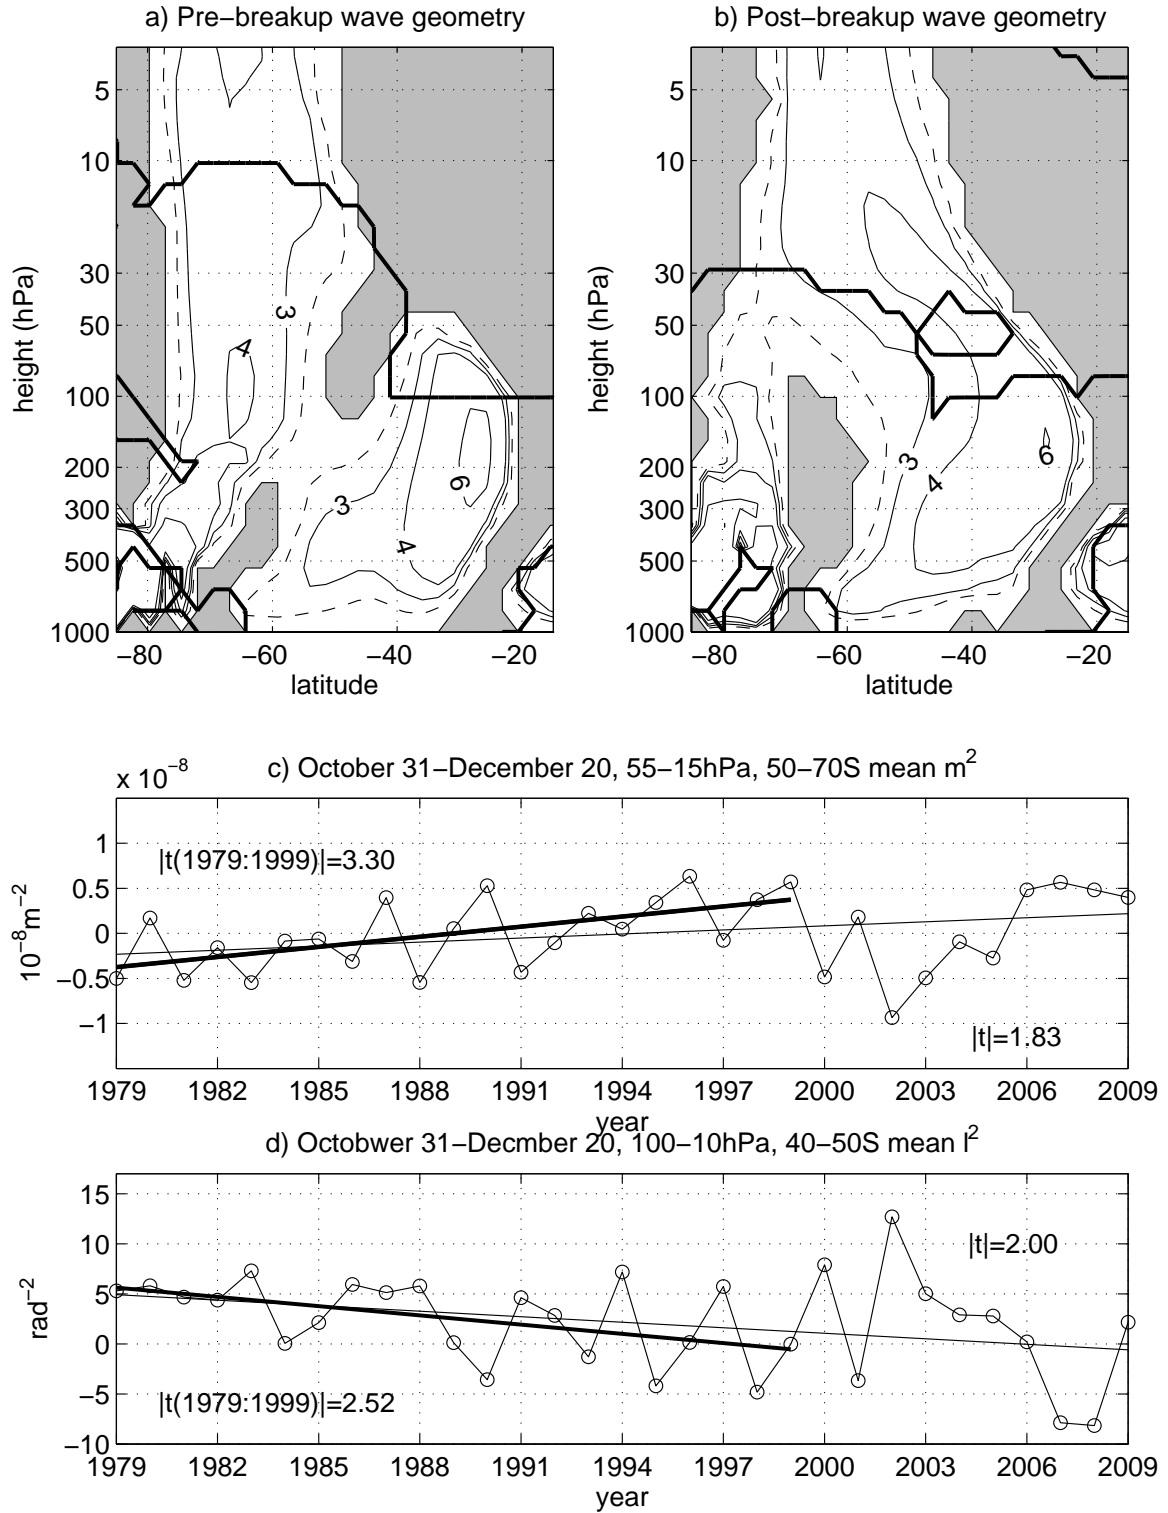 a) Pre−breakup wave geometry
b) Post−breakup wave geometry
5
10
30
50
100
200
300
500
1000
height (hPa)
−80
−60
−40
−20
latitude
3
4
3
4
6
5
10
30
50
100
200
300
500
1000
height (hPa)
−80
−60
−40
−20
latitude
3
4
6
x 10−8
c) October 31−December 20, 55−15hPa, 50−70S mean m2
1
0.5
0
−0.5
−1
10−8m−2
|t(1979:1999)|=3.30
|t|=1.83
1979 1982 1985 1988 1991 1994 1997 2000 2003 2006 2009
year
d) Octobwer 31−Decmber 20, 100−10hPa, 40−50S mean l2
15
10
5
0
−5
−10
rad−2
|t|=2.00
|t(1979:1999)|=2.52
1979 1982 1985 1988 1991 1994 1997 2000 2003 2006 2009
year